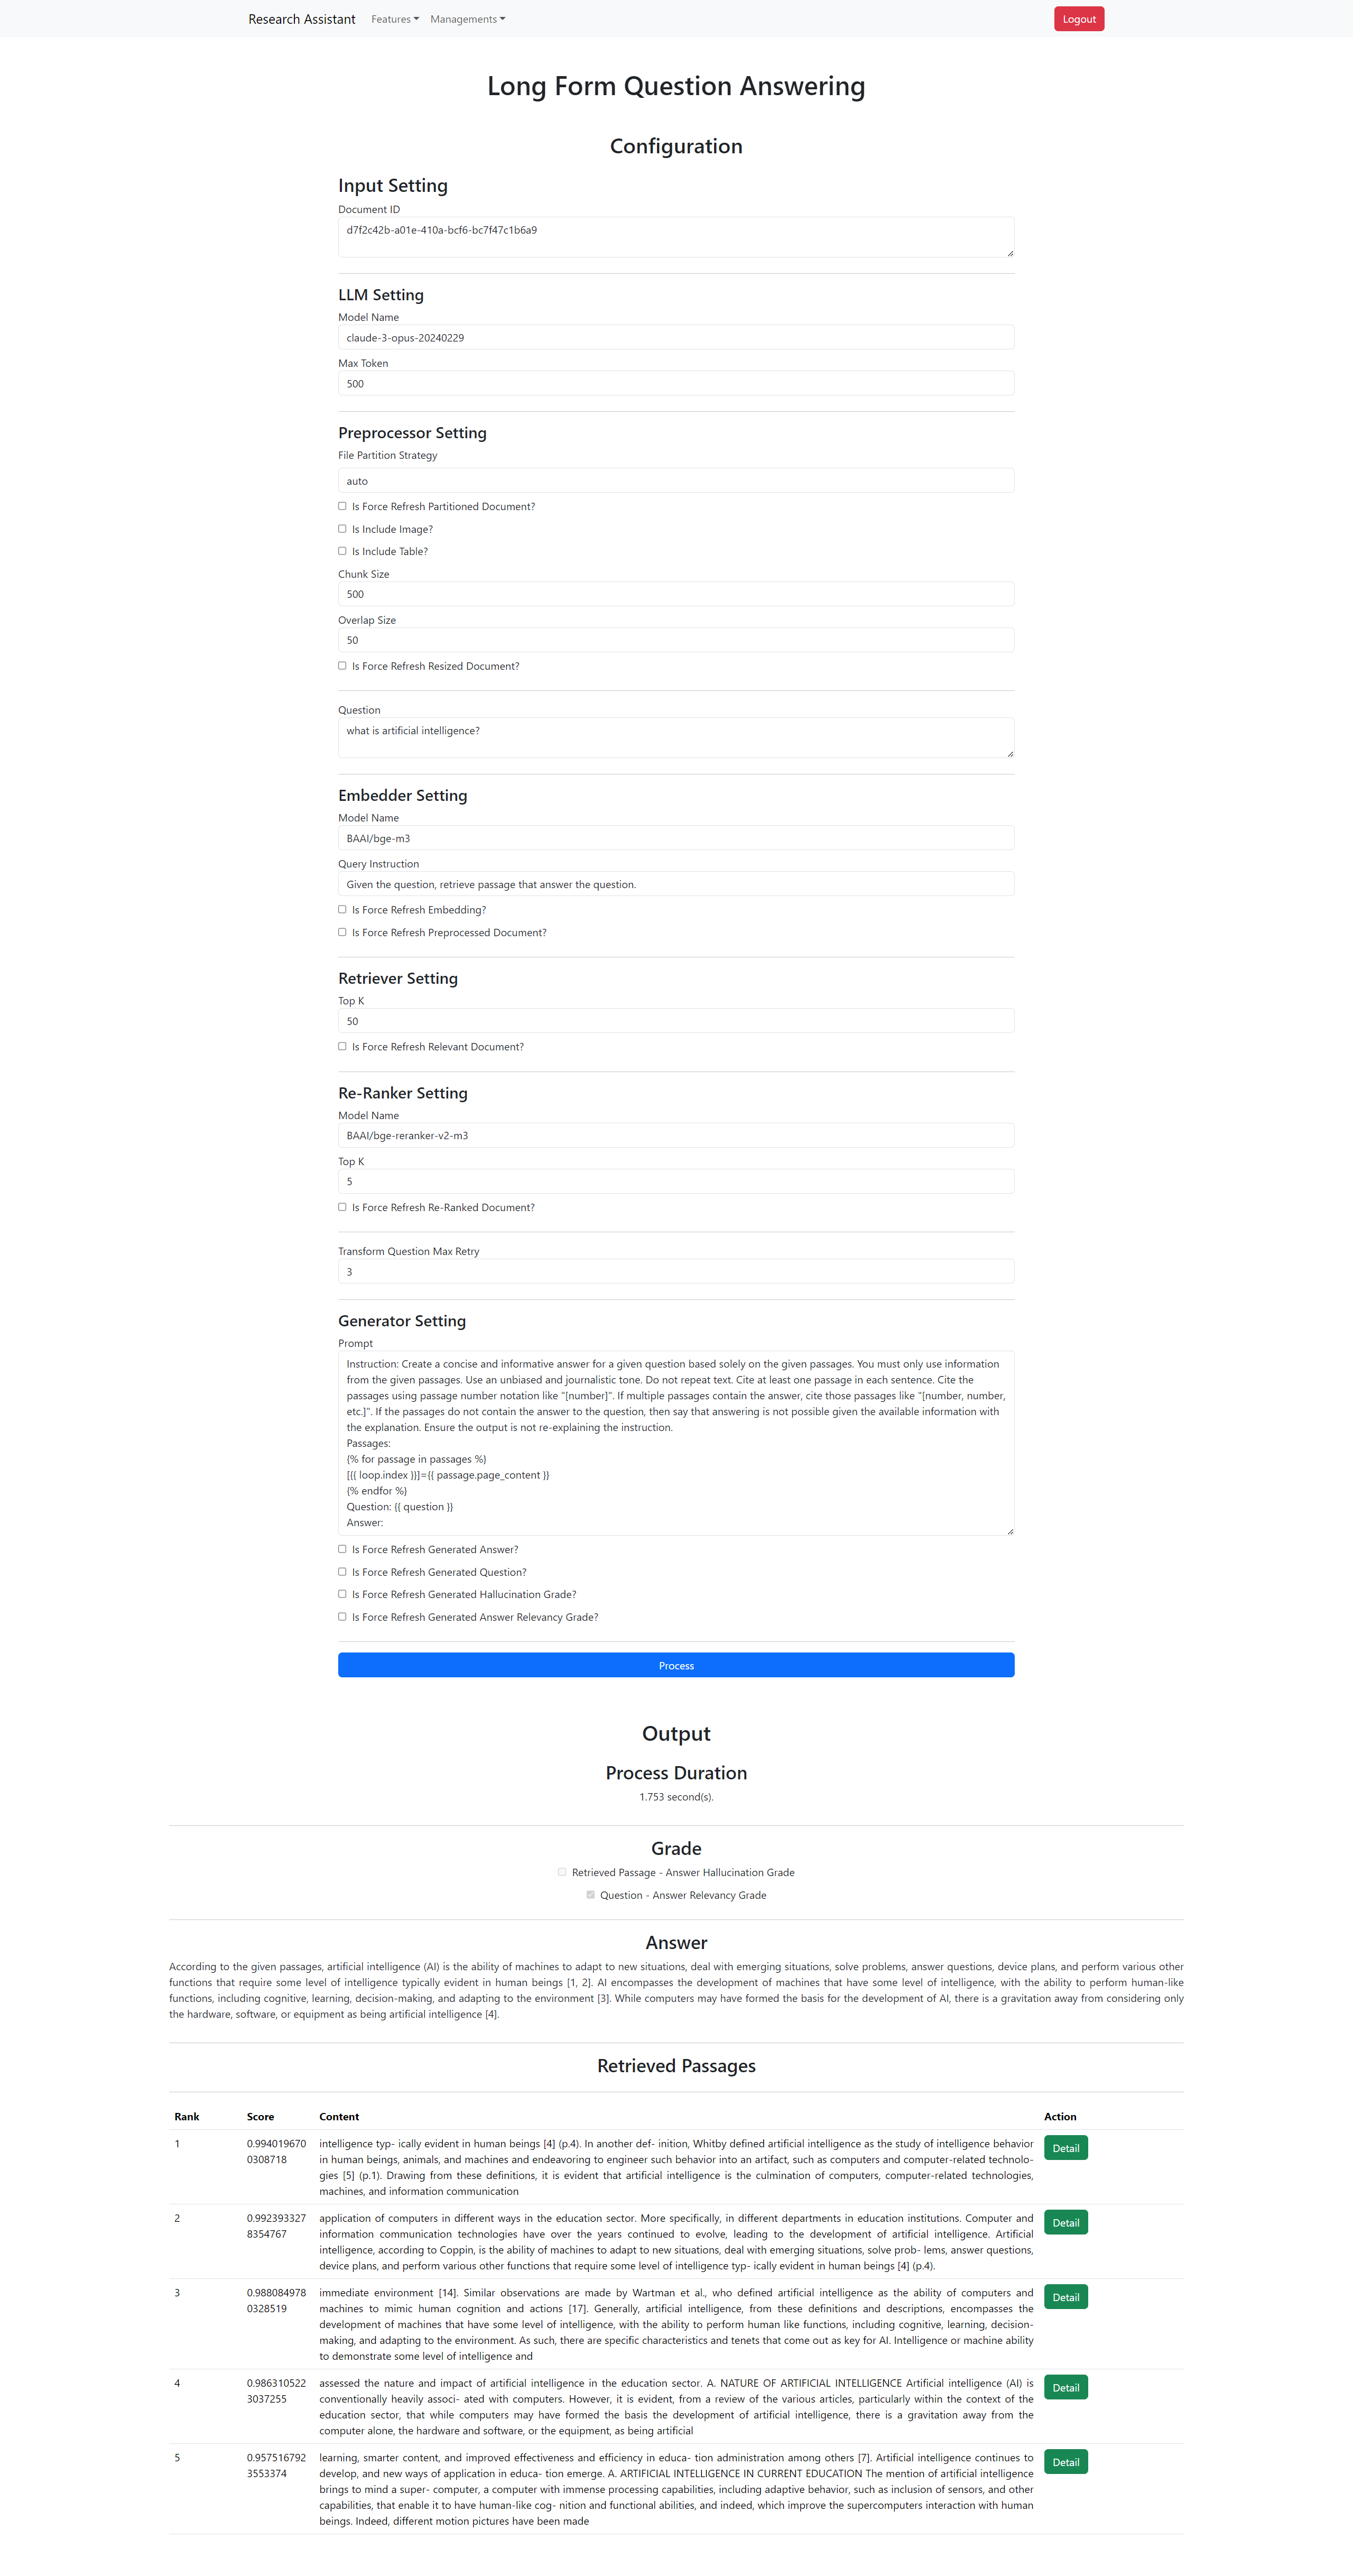 Research Assistant Features Managements Logout
Long Form Question Answering
Configuration
Input Setting
Document ID
d7f2c42b-a01e-410a-bcf6-bc7f47c1b6a9
LLM Setting
Model Name
claude-3-opus-20240229
Max Token
500
Preprocessor Setting
File Partition Strategy
auto
Is Force Refresh Partitioned Document?
Is Include Image?
Is Include Table?
Chunk Size
500
Overlap Size
50
Is Force Refresh Resized Document?
Question
what is artificial intelligence?
Embedder Setting
Model Name
BAAI/bge-m3
Query Instruction
Given the question, retrieve passage that answer the question.
Is Force Refresh Embedding?
Is Force Refresh Preprocessed Document?
Retriever Setting
Top K
50
Is Force Refresh Relevant Document?
Re-Ranker Setting
Model Name
BAAI/bge-reranker-v2-m3
Top K
5
Is Force Refresh Re-Ranked Document?
Transform Question Max Retry
3
Generator Setting
Prompt
Instruction: Create a concise and informative answer for a given question based solely on the given passages. You must only use information
from the given passages. Use an unbiased and journalistic tone. Do not repeat text. Cite at least one passage in each sentence. Cite the
passages using passage number notation like "[number]". If multiple passages contain the answer, cite those passages like "[number, number,
etc.]". If the passages do not contain the answer to the question, then say that answering is not possible given the available information with
the explanation. Ensure the output is not re-explaining the instruction.
Passages:
{% for passage in passages %}
[{{ loop.index }}]={{ passage.page_content }}
{% endfor %}
Question: {{ question }}
Answer:
Is Force Refresh Generated Answer?
Is Force Refresh Generated Question?
Is Force Refresh Generated Hallucination Grade?
Is Force Refresh Generated Answer Relevancy Grade?
Process
Output
Process Duration
1.753 second(s).
Grade
Retrieved Passage - Answer Hallucination Grade
Question - Answer Relevancy Grade
Answer
According to the given passages, artificial intelligence (AI) is the ability of machines to adapt to new situations, deal with emerging situations, solve problems, answer questions, device plans, and perform various other
functions that require some level of intelligence typically evident in human beings [1, 2]. AI encompasses the development of machines that have some level of intelligence, with the ability to perform human-like
functions, including cognitive, learning, decision-making, and adapting to the environment [3]. While computers may have formed the basis for the development of AI, there is a gravitation away from considering only
the hardware, software, or equipment as being artificial intelligence [4].
Retrieved Passages
Rank Score Content Action
1 0.994019670 intelligence typ- ically evident in human beings [4] (p.4). In another def- inition, Whitby defined artificial intelligence as the study of intelligence behavior Detail
0308718 in human beings, animals, and machines and endeavoring to engineer such behavior into an artifact, such as computers and computer-related technolo-
gies [5] (p.1). Drawing from these definitions, it is evident that artificial intelligence is the culmination of computers, computer-related technologies,
machines, and information communication
2 0.992393327 application of computers in different ways in the education sector. More specifically, in different departments in education institutions. Computer and Detail
8354767 information communication technologies have over the years continued to evolve, leading to the development of artificial intelligence. Artificial
intelligence, according to Coppin, is the ability of machines to adapt to new situations, deal with emerging situations, solve prob- lems, answer questions,
device plans, and perform various other functions that require some level of intelligence typ- ically evident in human beings [4] (p.4).
3 0.988084978 immediate environment [14]. Similar observations are made by Wartman et al., who defined artificial intelligence as the ability of computers and Detail
0328519 machines to mimic human cognition and actions [17]. Generally, artificial intelligence, from these definitions and descriptions, encompasses the
development of machines that have some level of intelligence, with the ability to perform human like functions, including cognitive, learning, decision-
making, and adapting to the environment. As such, there are specific characteristics and tenets that come out as key for AI. Intelligence or machine ability
to demonstrate some level of intelligence and
4 0.986310522 assessed the nature and impact of artificial intelligence in the education sector. A. NATURE OF ARTIFICIAL INTELLIGENCE Artificial intelligence (AI) is Detail
3037255 conventionally heavily associ- ated with computers. However, it is evident, from a review of the various articles, particularly within the context of the
education sector, that while computers may have formed the basis the development of artificial intelligence, there is a gravitation away from the
computer alone, the hardware and software, or the equipment, as being artificial
5 0.957516792 learning, smarter content, and improved effectiveness and efficiency in educa- tion administration among others [7]. Artificial intelligence continues to Detail
3553374 develop, and new ways of application in educa- tion emerge. A. ARTIFICIAL INTELLIGENCE IN CURRENT EDUCATION The mention of artificial intelligence
brings to mind a super- computer, a computer with immense processing capabilities, including adaptive behavior, such as inclusion of sensors, and other
capabilities, that enable it to have human-like cog- nition and functional abilities, and indeed, which improve the supercomputers interaction with human
beings. Indeed, different motion pictures have been made